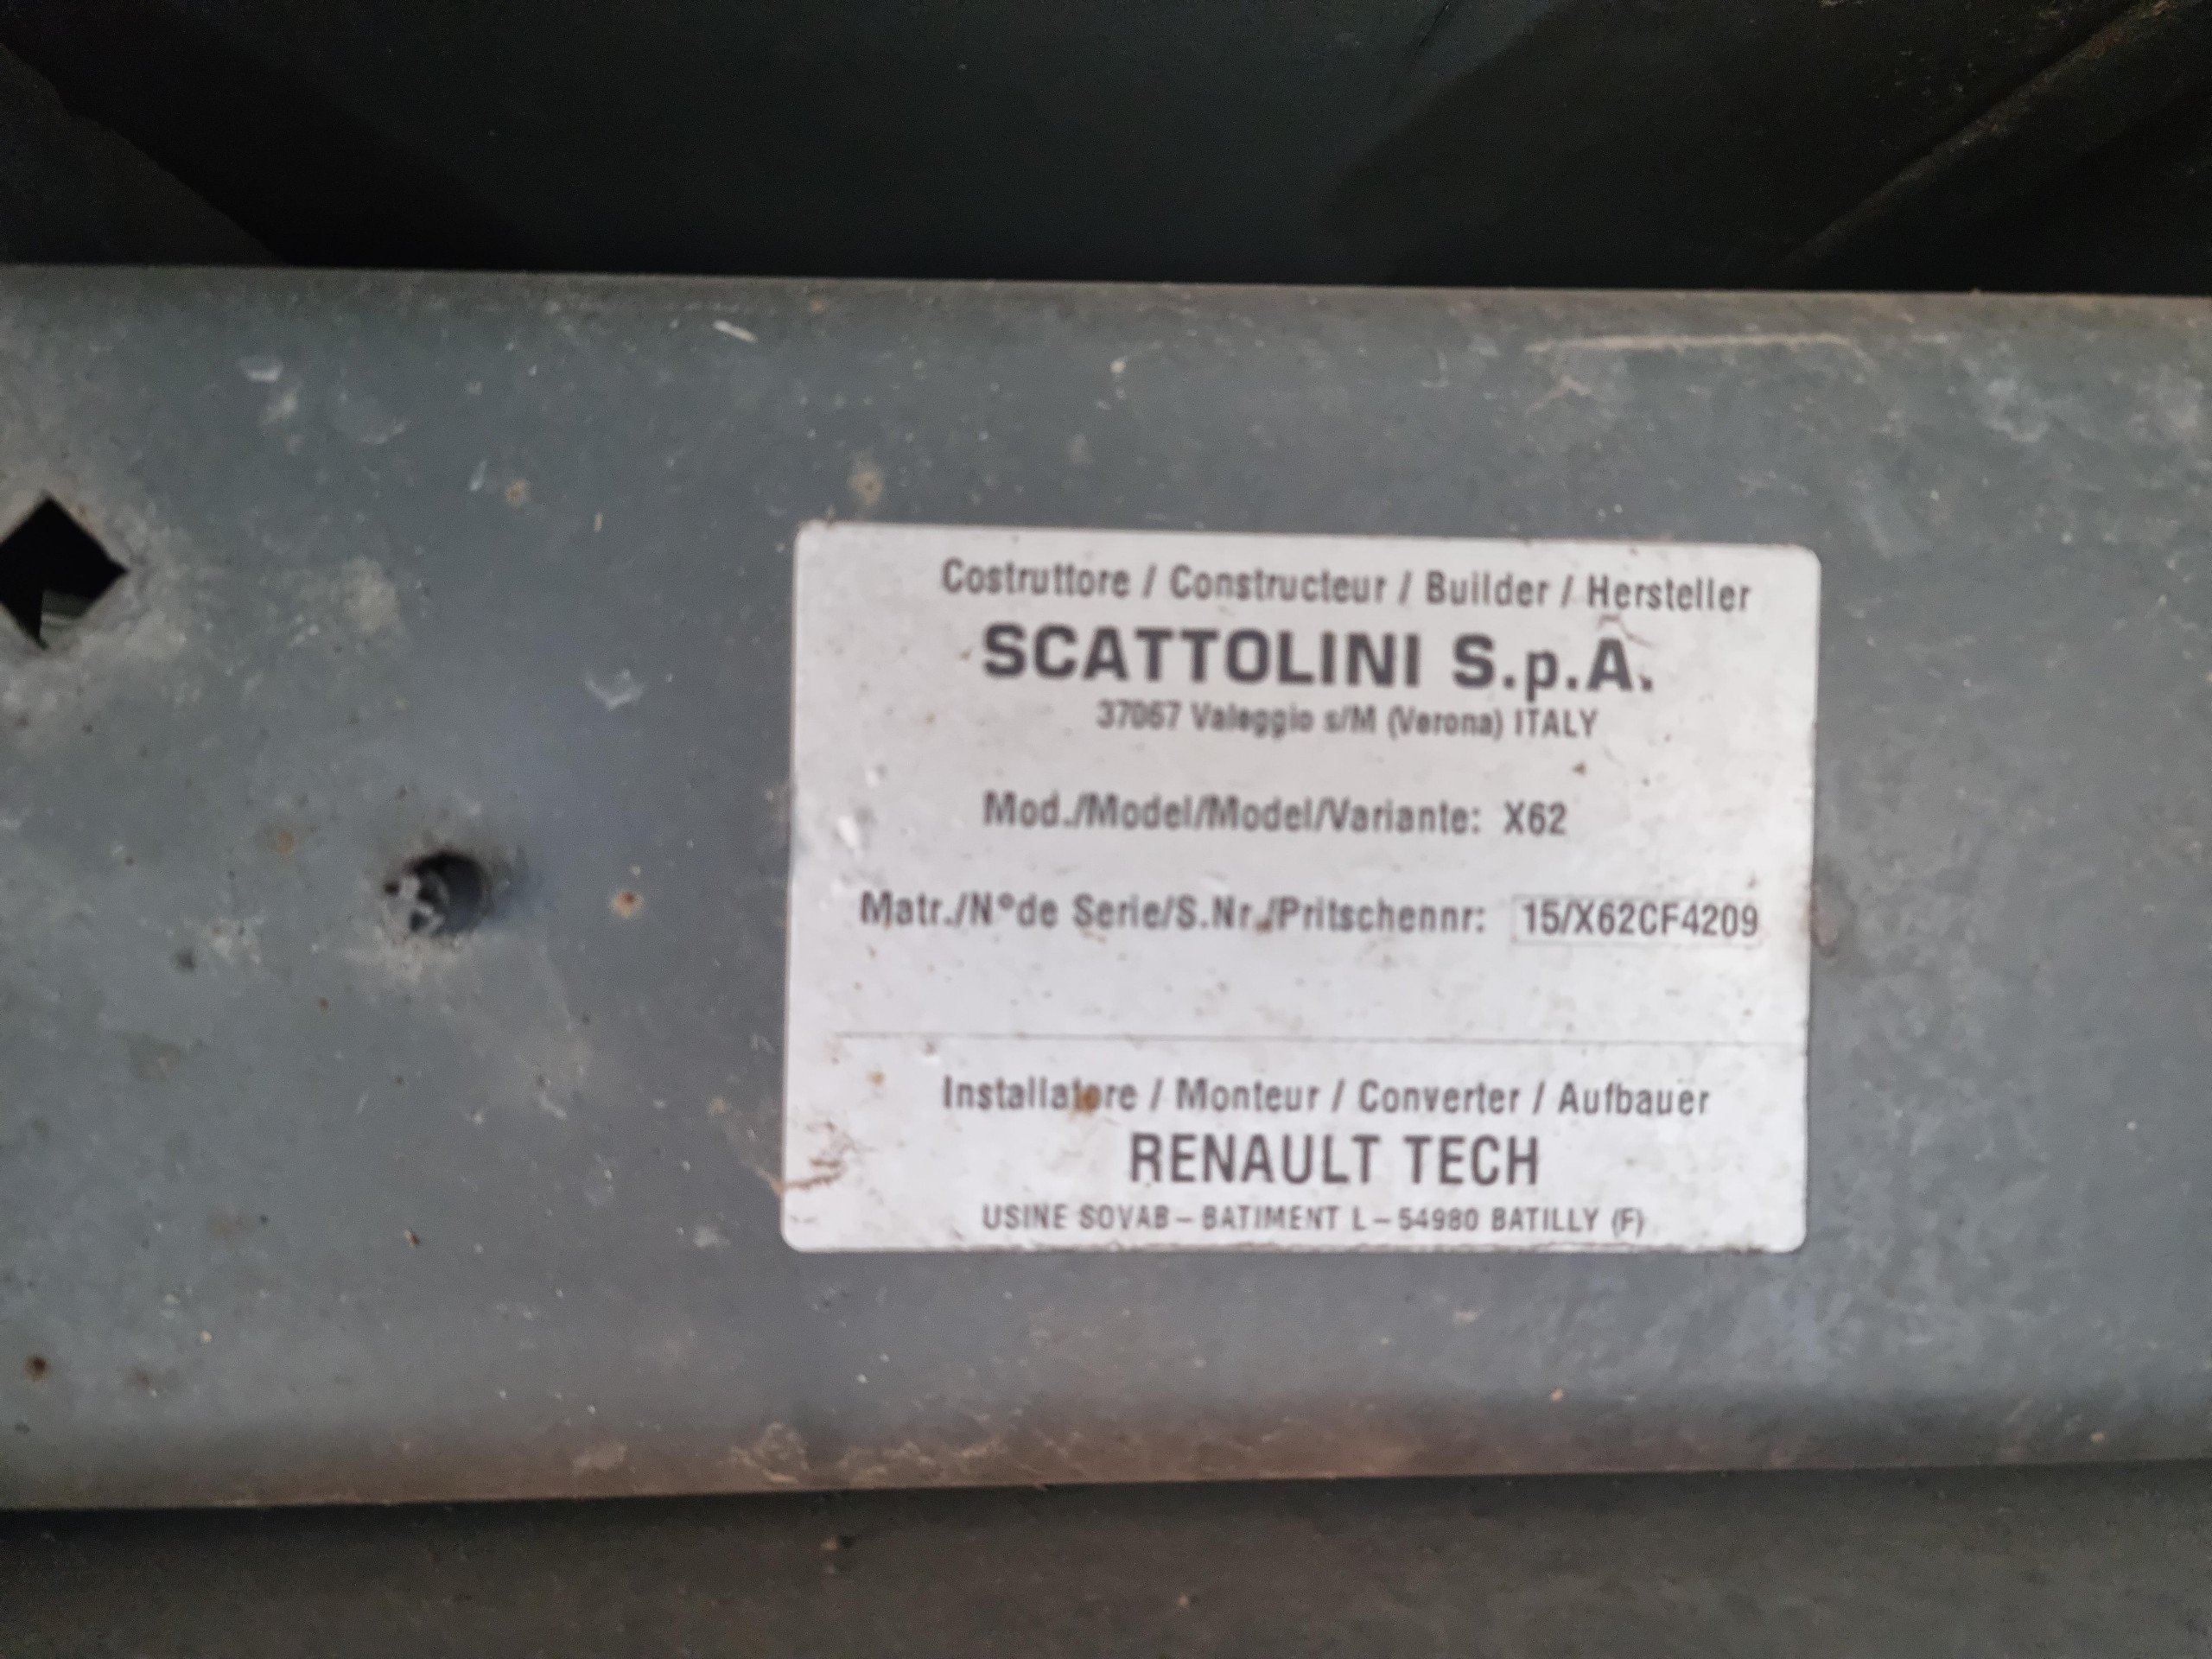 Costruttore / Constructeur / Builder / Hersteller
SCATTOLINI S.p.A.
37067 Valeggio s/M (Verona) ITALY
Mod./Model/Model/Variante: X62
Matr./N°de Serie/S.Nr./Pritschennr: 15/X62CF4209
Installatore / Monteur / Converter / Aufbauer
RENAULT TECH
USINE SOVAB – BATIMENT L – 54980 BATILLY (F)